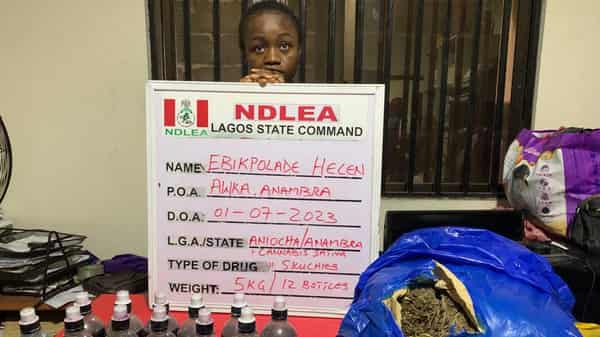 NDLEA
NDLEA
LAGOS STATE COMMAND
NAME EBIKPOLADE HELEN
P.O.A. AWKA, ANAMBRA
D.O.A. 01-07-2023
L.G.A./STATE ANIOCHA/ANAMBRA
+ CANNABIS SATIVA
TYPE OF DRUG SKUCHIES
WEIGHT: 5KG/12 BOTTLES